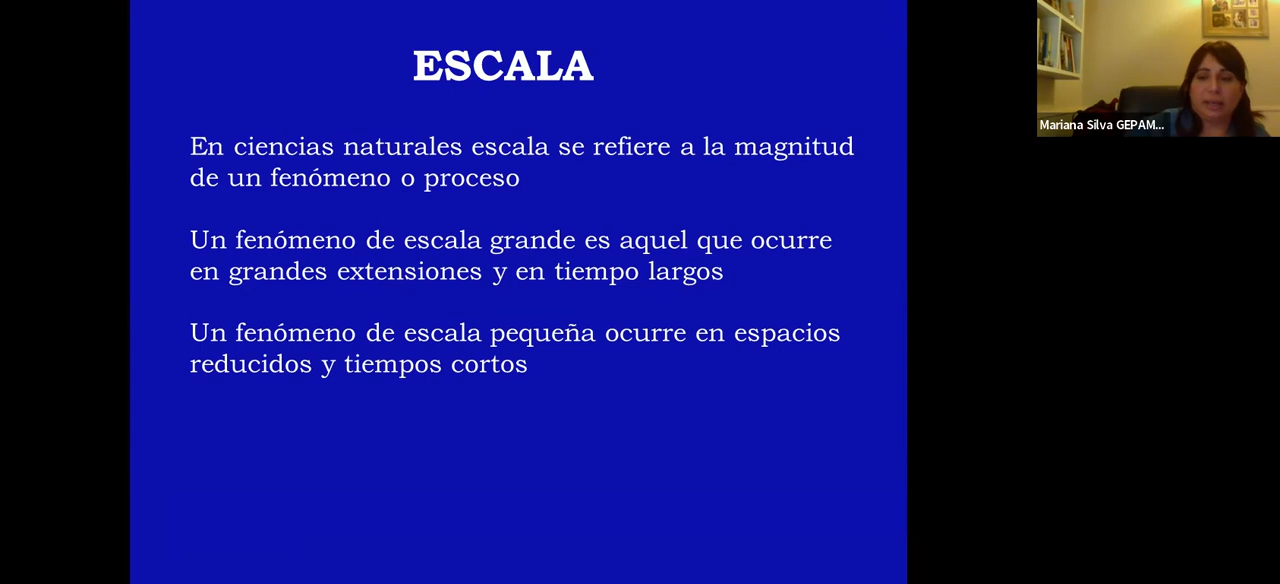 ESCALA
En ciencias naturales escala se refiere a la magnitud
de un fenómeno o proceso
Un fenómeno de escala grande es aquel que ocurre
en grandes extensiones y en tiempo largos
Un fenómeno de escala pequeña ocurre en espacios
reducidos y tiempos cortos
Mariana Silva GEPAM...